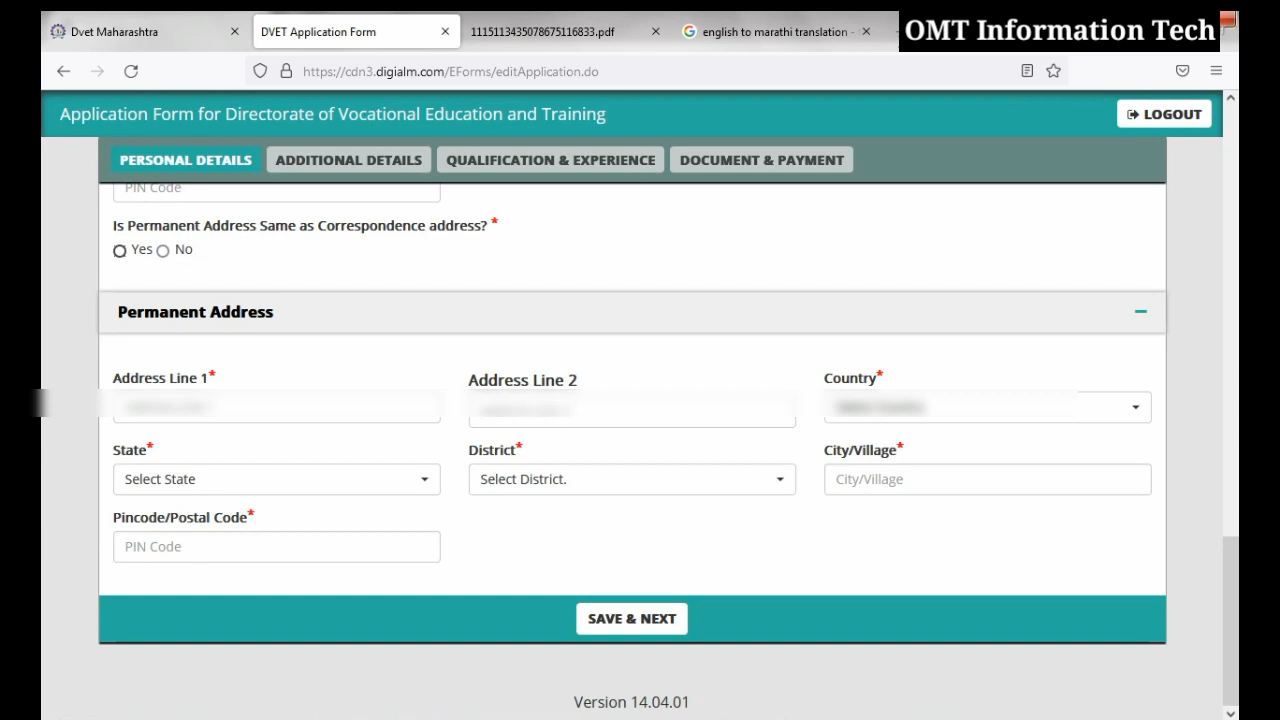 OMT Information Tech
Dvet Maharashtra
DVET Application Form
1115113435078675116833.pdf
english to marathi translation -
https://cdn3.digialm.com/EForms/editApplication.do
Application Form for Directorate of Vocational Education and Training
LOGOUT
PERSONAL DETAILS ADDITIONAL DETAILS QUALIFICATION & EXPERIENCE DOCUMENT & PAYMENT
PIN Code
Is Permanent Address Same as Correspondence address? *
Yes No
Permanent Address
Address Line 1* Address Line 2 Country*
State* District* City/Village*
Select State Select District. City/Village
Pincode/Postal Code*
PIN Code
SAVE & NEXT
Version 14.04.01